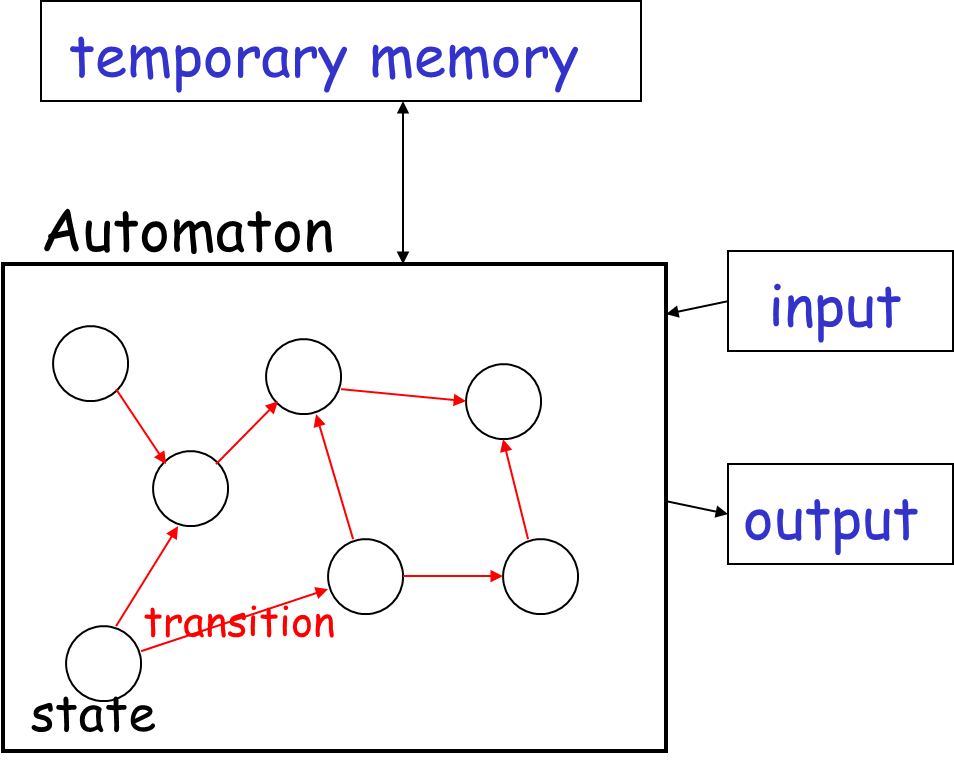 temporary memory
Automaton
input
output
transition
state